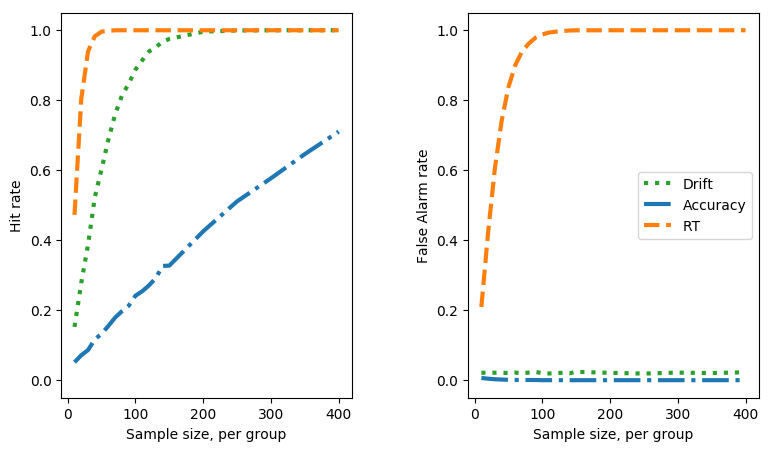 1.0
0.8
0.6
0.4
0.2
0.0
Hit rate
0 100 200 300 400
Sample size, per group
1.0
0.8
0.6
0.4
0.2
0.0
False Alarm rate
Drift
Accuracy
RT
0 100 200 300 400
Sample size, per group